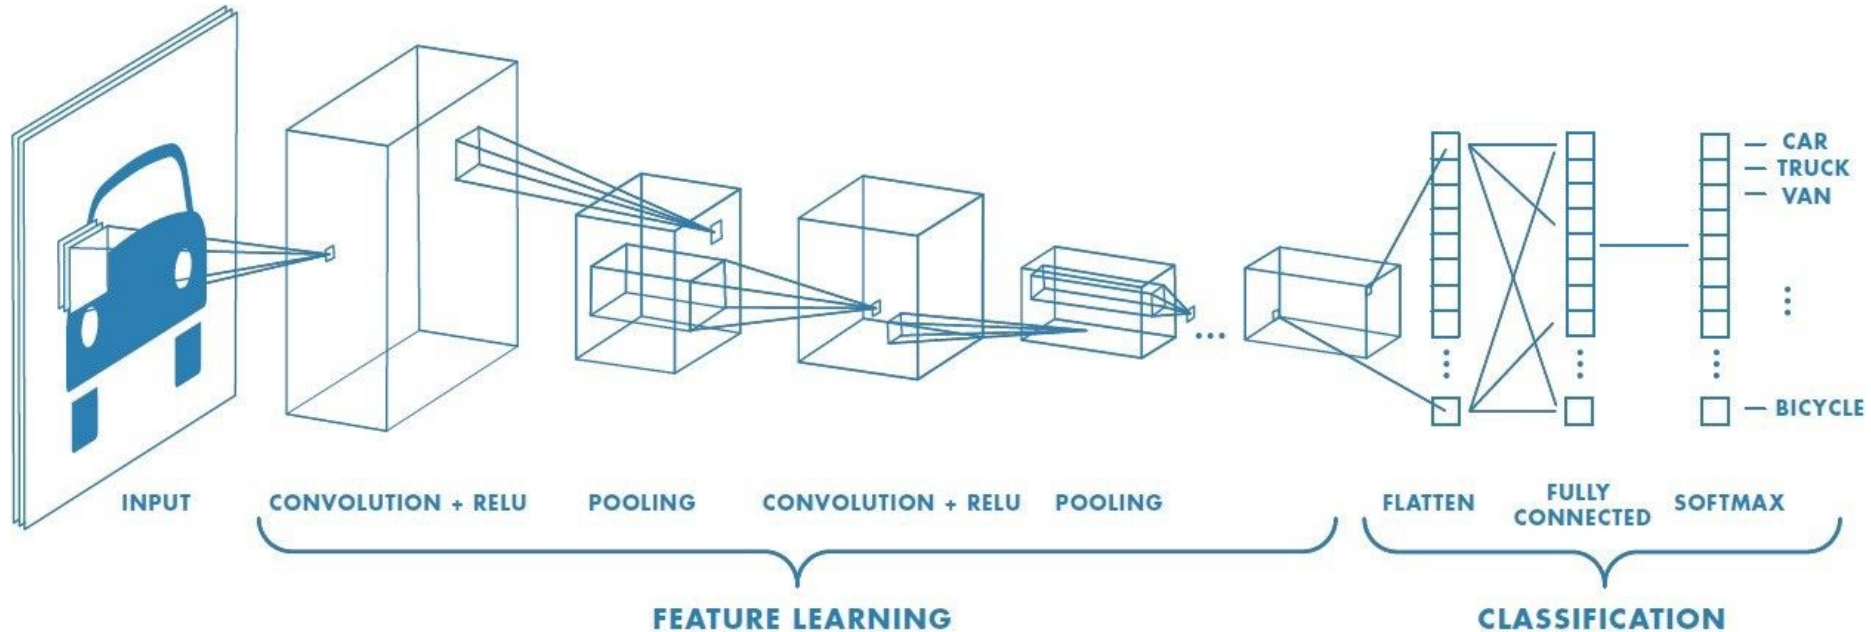 CAR
TRUCK
VAN
BICYCLE
INPUT
CONVOLUTION + RELU
POOLING
CONVOLUTION + RELU
POOLING
FLATTEN
FULLY
CONNECTED
SOFTMAX
FEATURE LEARNING
CLASSIFICATION